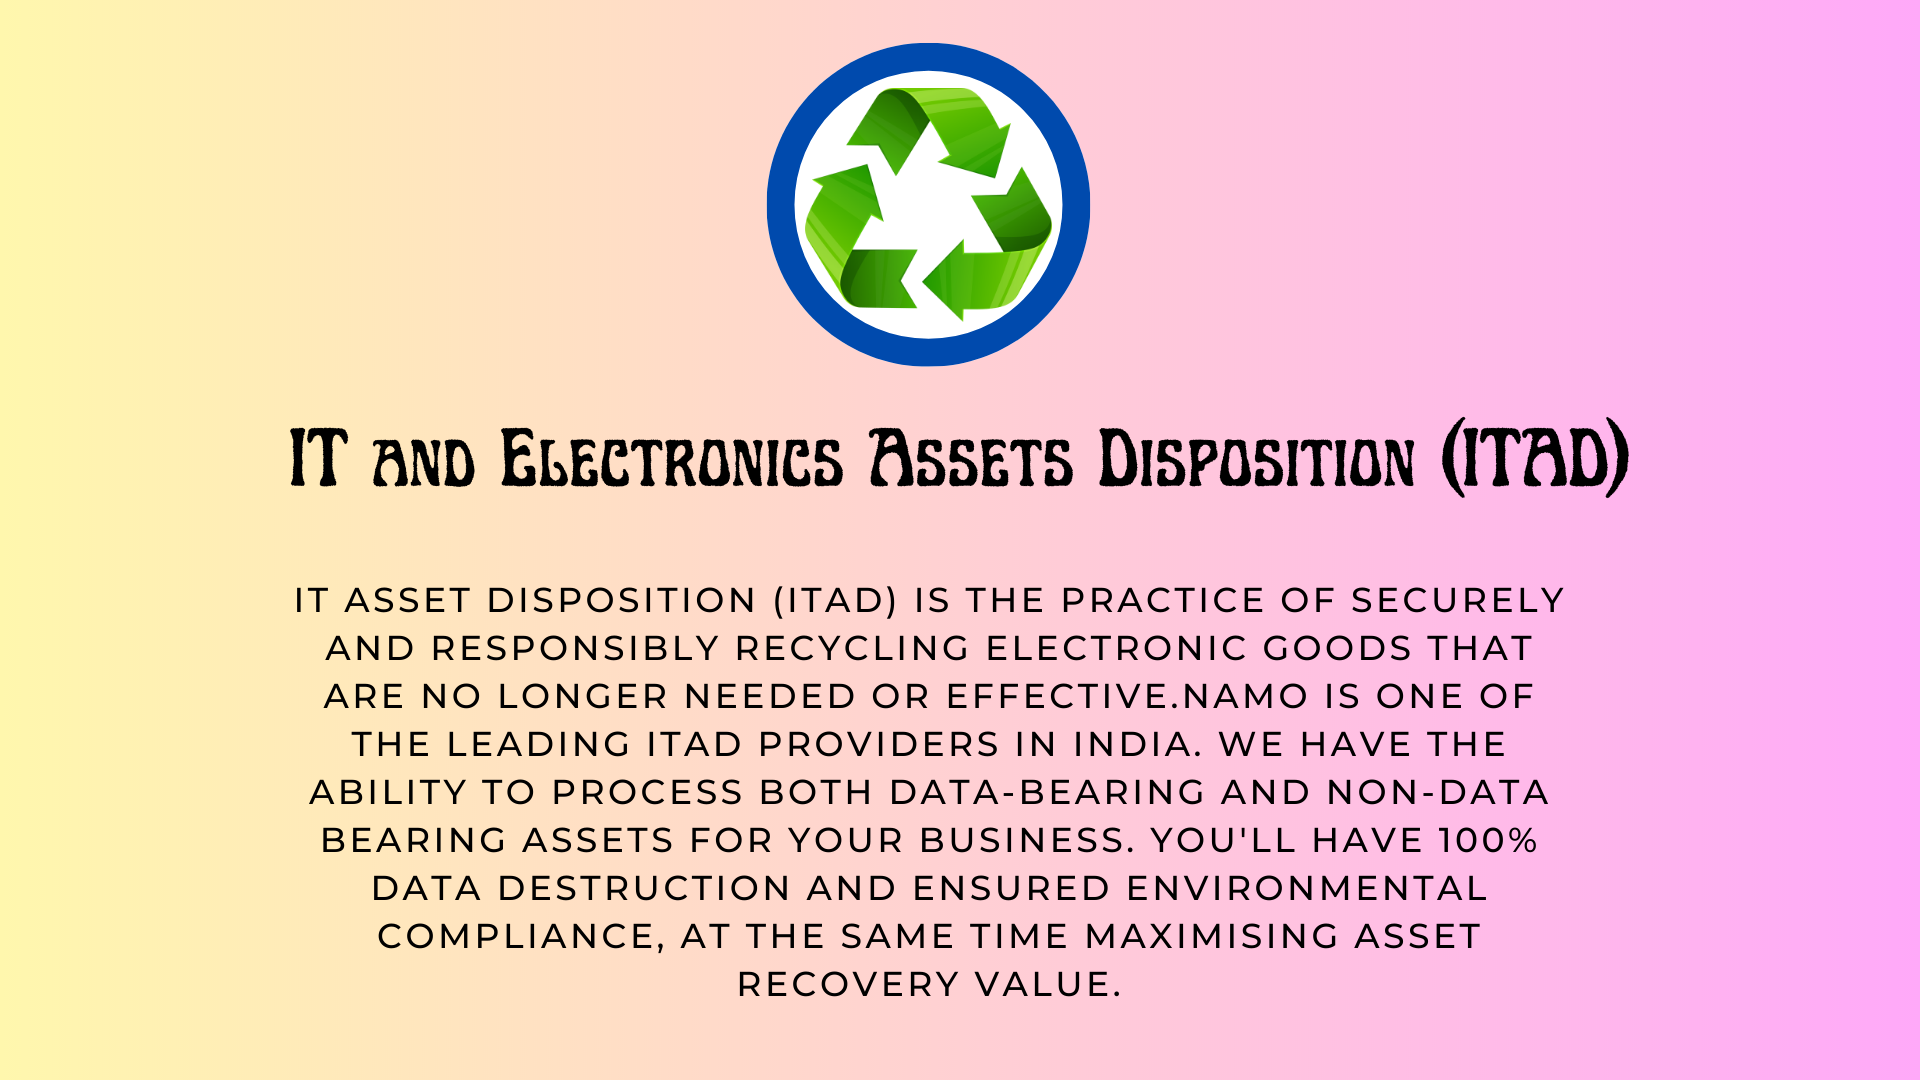 IT and Electronics Assets Disposition (ITAD)
IT ASSET DISPOSITION (ITAD) IS THE PRACTICE OF SECURELY
AND RESPONSIBLY RECYCLING ELECTRONIC GOODS THAT
ARE NO LONGER NEEDED OR EFFECTIVE.NAMO IS ONE OF
THE LEADING ITAD PROVIDERS IN INDIA. WE HAVE THE
ABILITY TO PROCESS BOTH DATA-BEARING AND NON-DATA
BEARING ASSETS FOR YOUR BUSINESS. YOU'LL HAVE 100%
DATA DESTRUCTION AND ENSURED ENVIRONMENTAL
COMPLIANCE, AT THE SAME TIME MAXIMISING ASSET
RECOVERY VALUE.